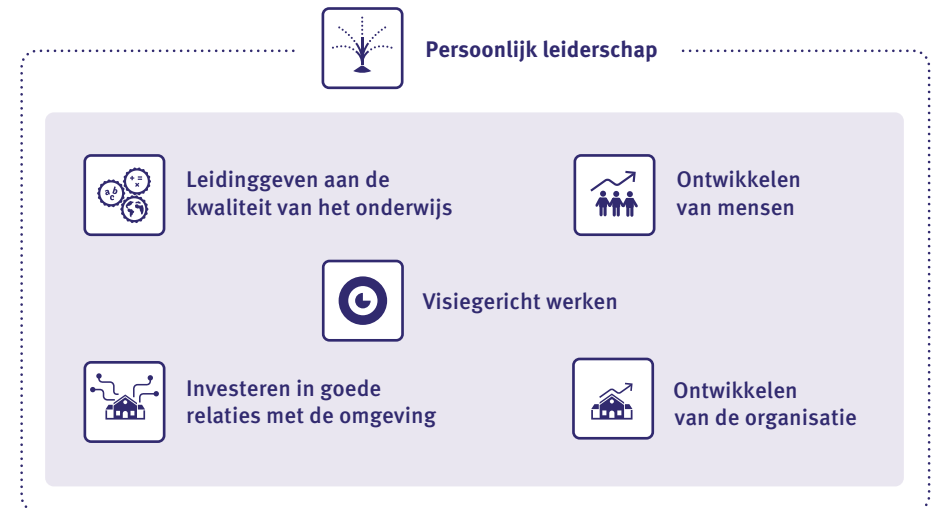 Persoonlijk leiderschap
Leidinggeven aan de
kwaliteit van het onderwijs
Ontwikkelen
van mensen
Visiegericht werken
Investeren in goede
relaties met de omgeving
Ontwikkelen
van de organisatie